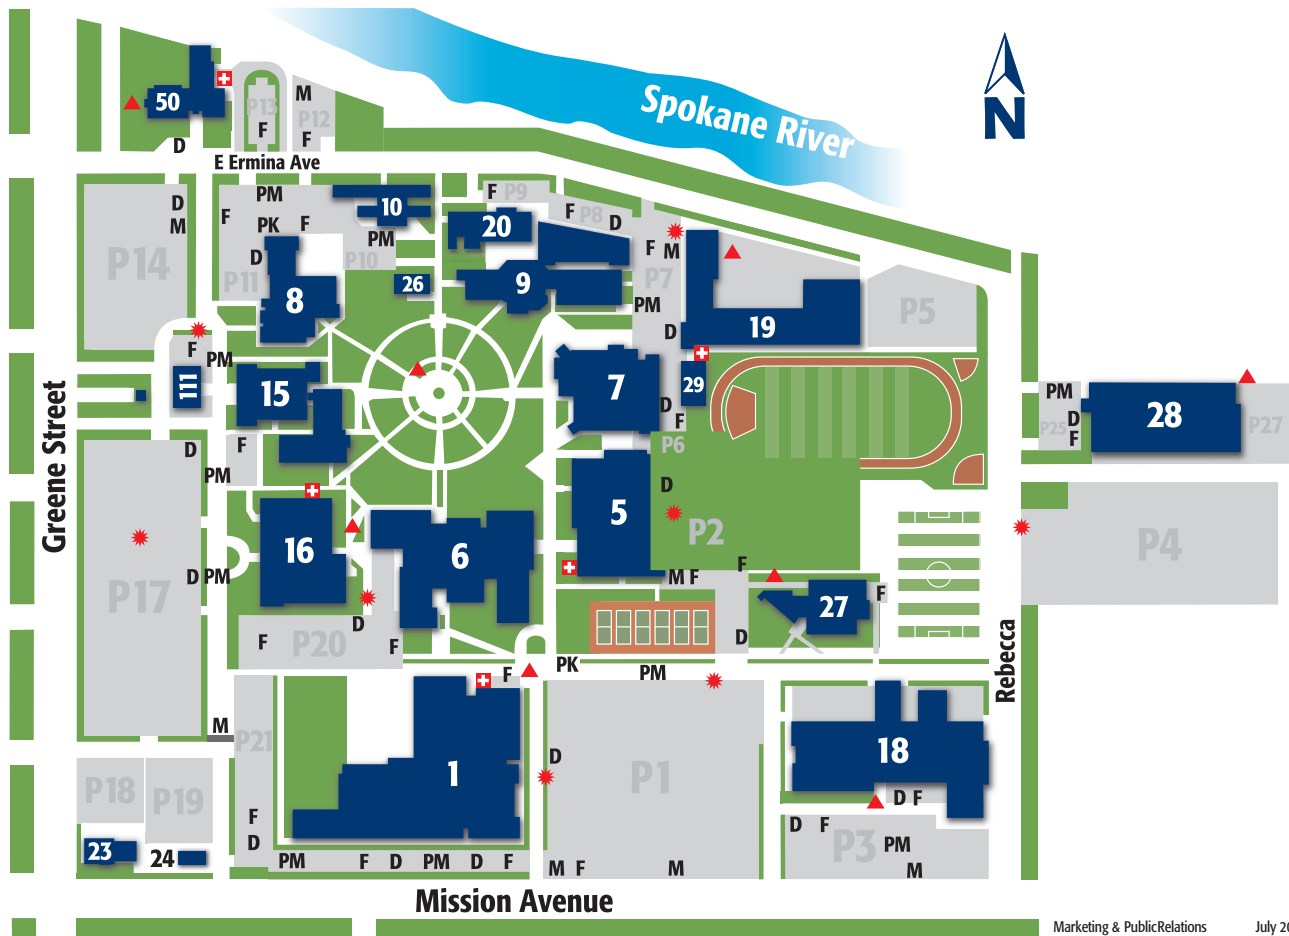 Spokane River
N
50
P13
F
M
P12
F
D
E Ermina Ave
PM
F
PK
F
D
P11
8
10
PM
P10
26
D
M
P14
F P9
F P8 D
20
9
F
M
P7
PM
D
19
P5
F
PM
111
15
7
29
D
F
P6
PM
D
F
P25
28
P27
Greene Street
D
F
PM
D
5
P2
P4
16
6
P17
D PM
M F
F
27
F
D
D
F
P20
F
Rebecca
PK
PM
F
M
P21
1
D
P1
18
D F
P18
P19
F
D
D F
P3
PM
M
23
24
PM F D PM D F
M F
M
Mission Avenue
Marketing & PublicRelations
July 20